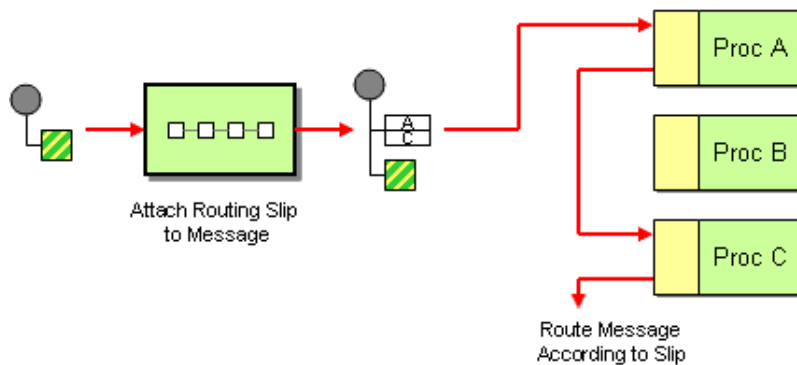 Proc A
A
C
Proc B
Attach Routing Slip
to Message
Proc C
Route Message
According to Slip